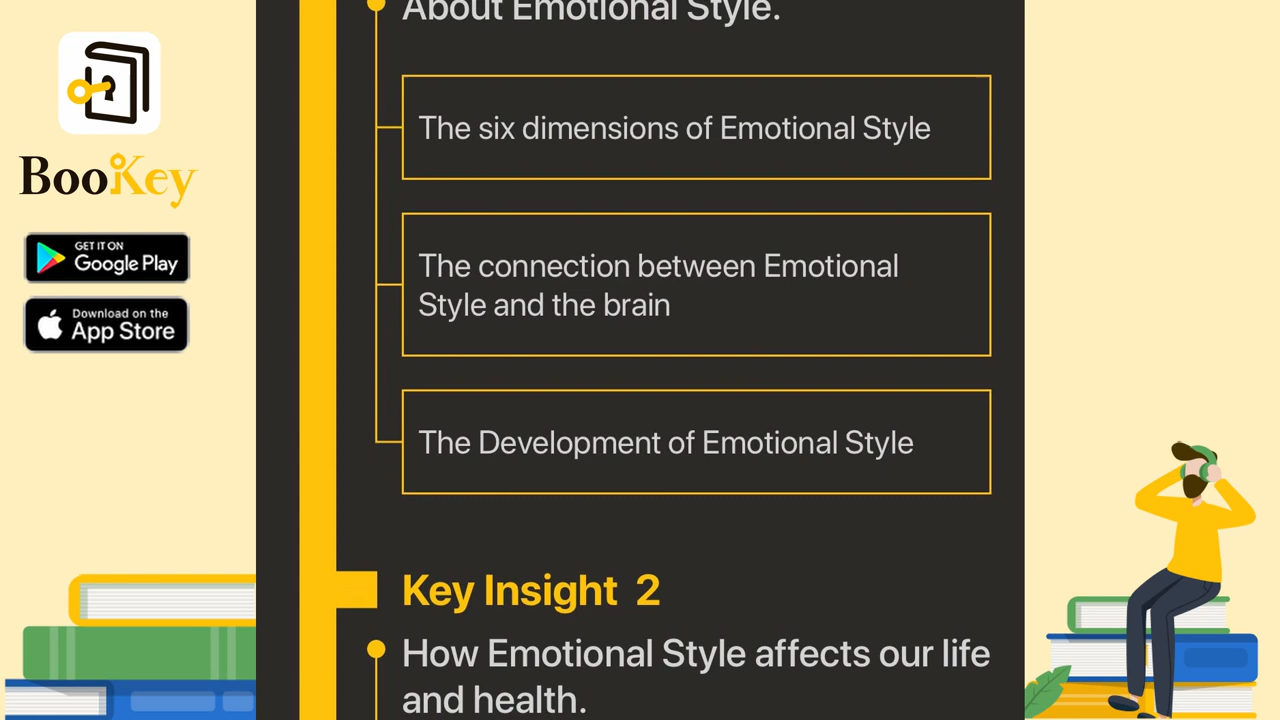 About Emotional Style.
The six dimensions of Emotional Style
The connection between Emotional
Style and the brain
The Development of Emotional Style
Key Insight 2
How Emotional Style affects our life
and health.
BooKey
GET IT ON
Google Play
Download on the
App Store